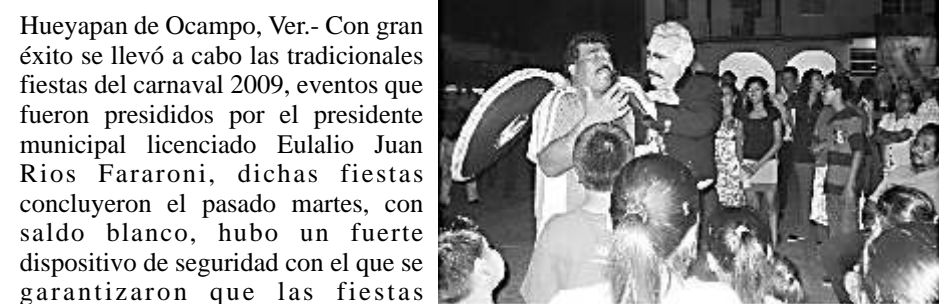 Hueyapan de Ocampo, Ver.- Con gran
éxito se llevó a cabo las tradicionales
fiestas del carnaval 2009, eventos que
fueron presididos por el presidente
municipal licenciado Eulalio Juan
Rios Fararoni, dichas fiestas
concluyeron el pasado martes, con
saldo blanco, hubo un fuerte
dispositivo de seguridad con el que se
garantizaron que las fiestas